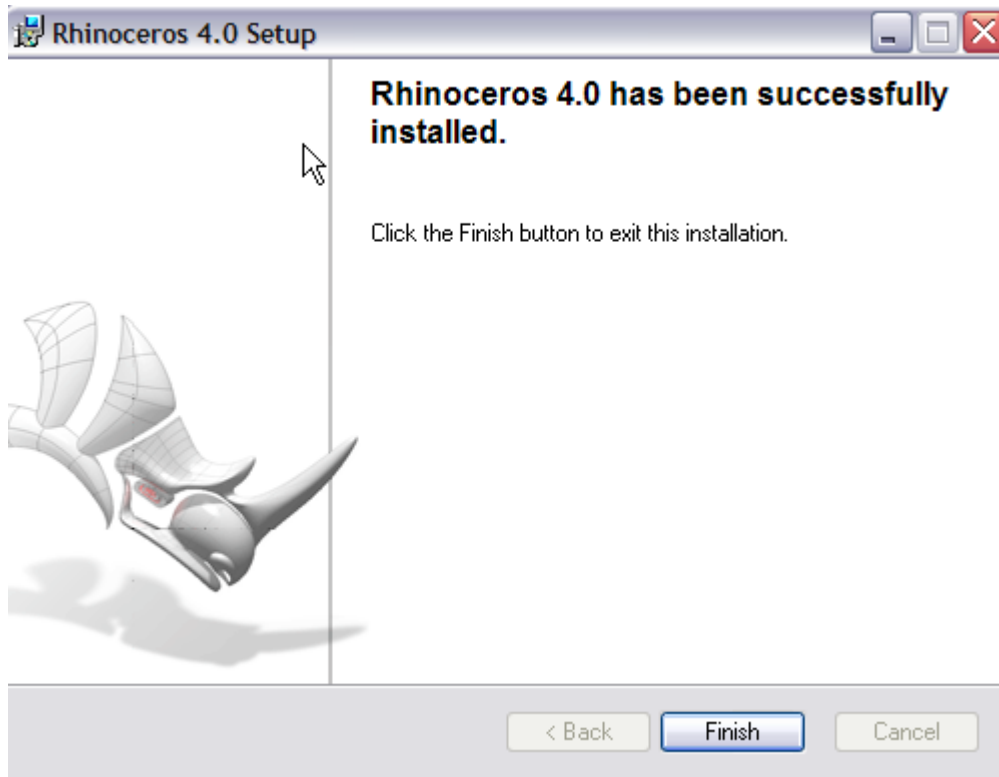 Rhinoceros 4.0 Setup
Rhinoceros 4.0 has been successfully
installed.
Click the Finish button to exit this installation.
< Back
Finish
Cancel